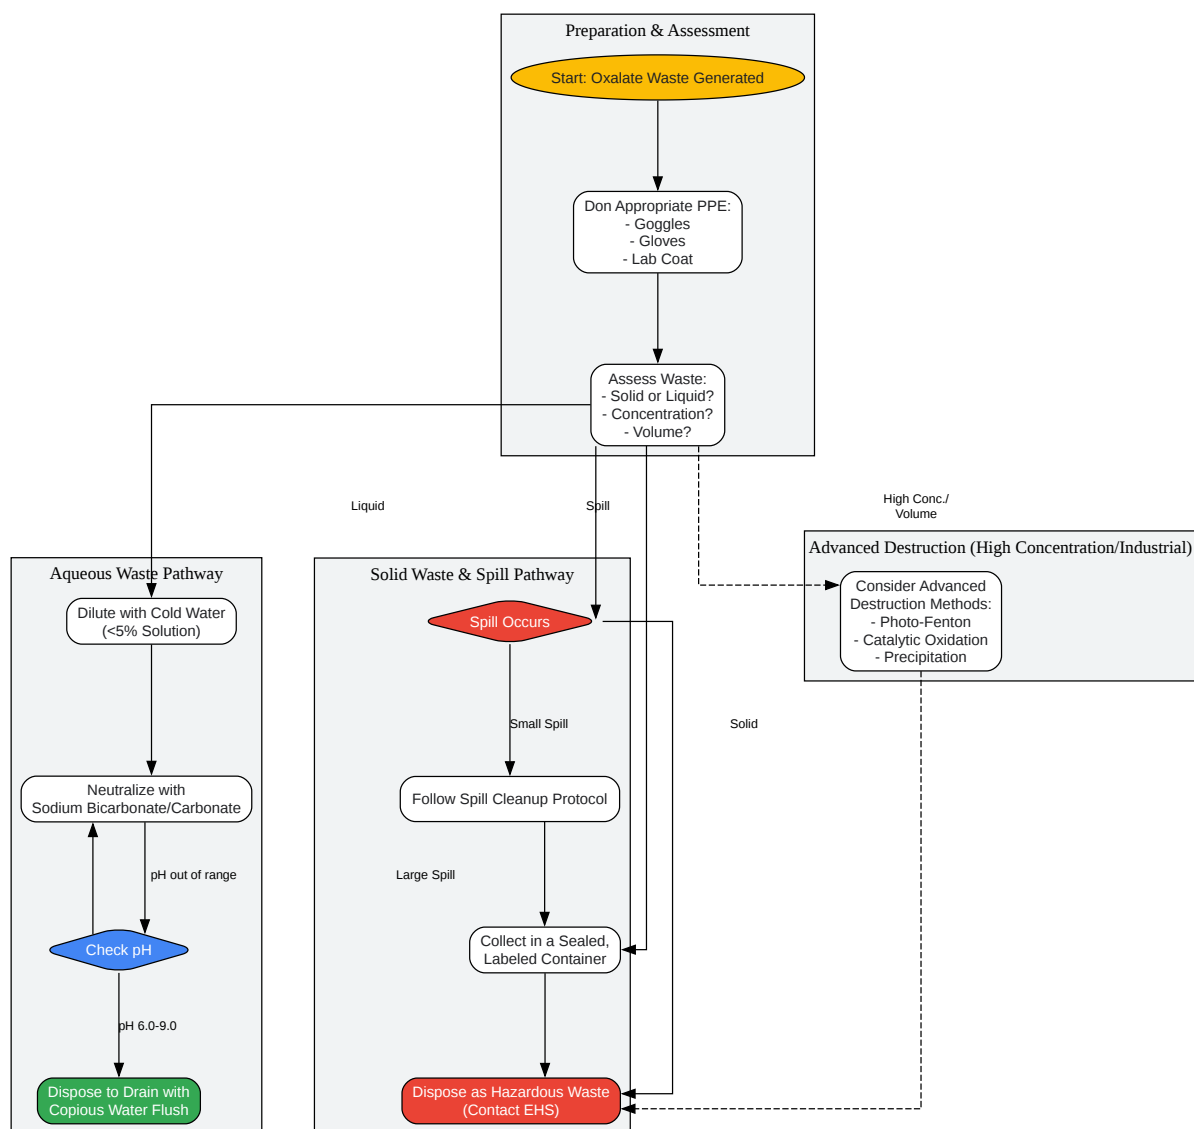 Preparation & Assessment
Start: Oxalate Waste Generated
Don Appropriate PPE:
- Goggles
- Gloves
- Lab Coat
Assess Waste:
- Solid or Liquid?
- Concentration?
- Volume?
Liquid
Spill
High Conc./
Volume
Aqueous Waste Pathway
Dilute with Cold Water
(<5% Solution)
Neutralize with
Sodium Bicarbonate/Carbonate
pH out of range
Check pH
pH 6.0-9.0
Dispose to Drain with
Copious Water Flush
Solid Waste & Spill Pathway
Spill Occurs
Small Spill
Follow Spill Cleanup Protocol
Large Spill
Collect in a Sealed,
Labeled Container
Dispose as Hazardous Waste
(Contact EHS)
Solid
Advanced Destruction (High Concentration/Industrial)
Consider Advanced
Destruction Methods:
- Photo-Fenton
- Catalytic Oxidation
- Precipitation